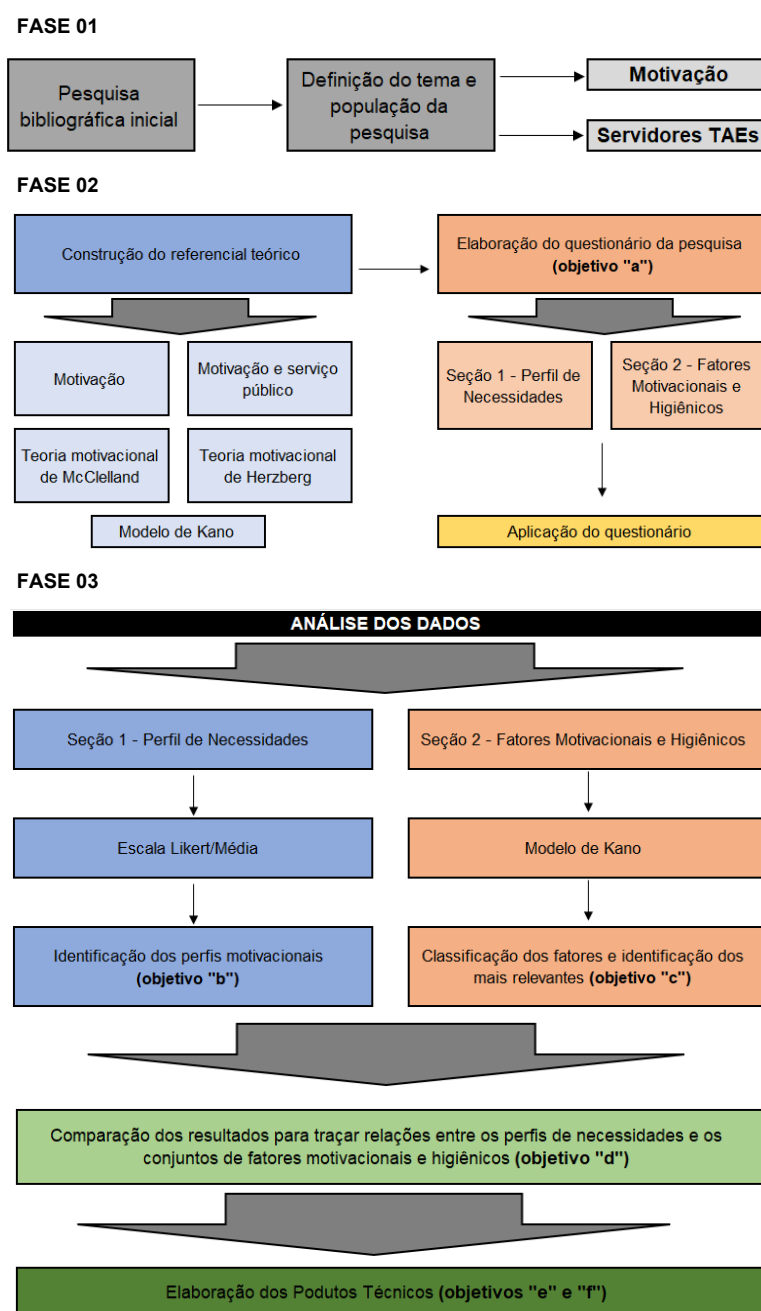 FASE 01
Pesquisa
bibliográfica inicial
Definição do tema e
população da
pesquisa
Motivação
Servidores TAEs
FASE 02
Construção do referencial teórico
Elaboração do questionário da pesquisa
(objetivo "a")
Motivação
Motivação e serviço
público
Teoria motivacional
de McClelland
Teoria motivacional
de Herzberg
Modelo de Kano
Seção 1 - Perfil de
Necessidades
Seção 2 - Fatores
Motivacionais e
Higiênicos
Aplicação do questionário
FASE 03
ANÁLISE DOS DADOS
Seção 1 - Perfil de Necessidades
Seção 2 - Fatores Motivacionais e Higiênicos
Escala Likert/Média
Modelo de Kano
Identificação dos perfis motivacionais
(objetivo "b")
Classificação dos fatores e identificação dos
mais relevantes (objetivo "c")
Comparação dos resultados para traçar relações entre os perfis de necessidades e os
conjuntos de fatores motivacionais e higiênicos (objetivo "d")
Elaboração dos Podutos Técnicos (objetivos "e" e "f")